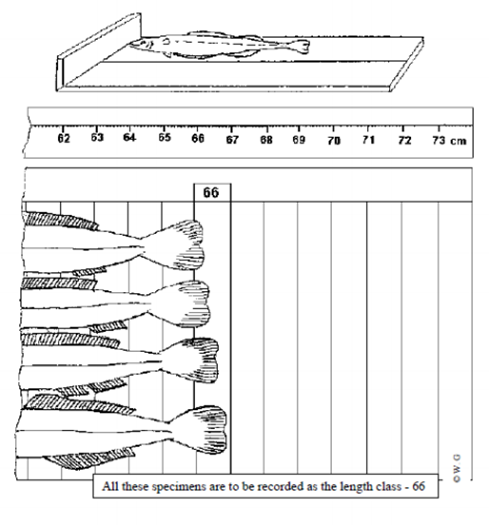 62 63 64 65 66 67 68 69 70 71 72 73 cm
66
© W G
All these specimens are to be recorded as the length class - 66